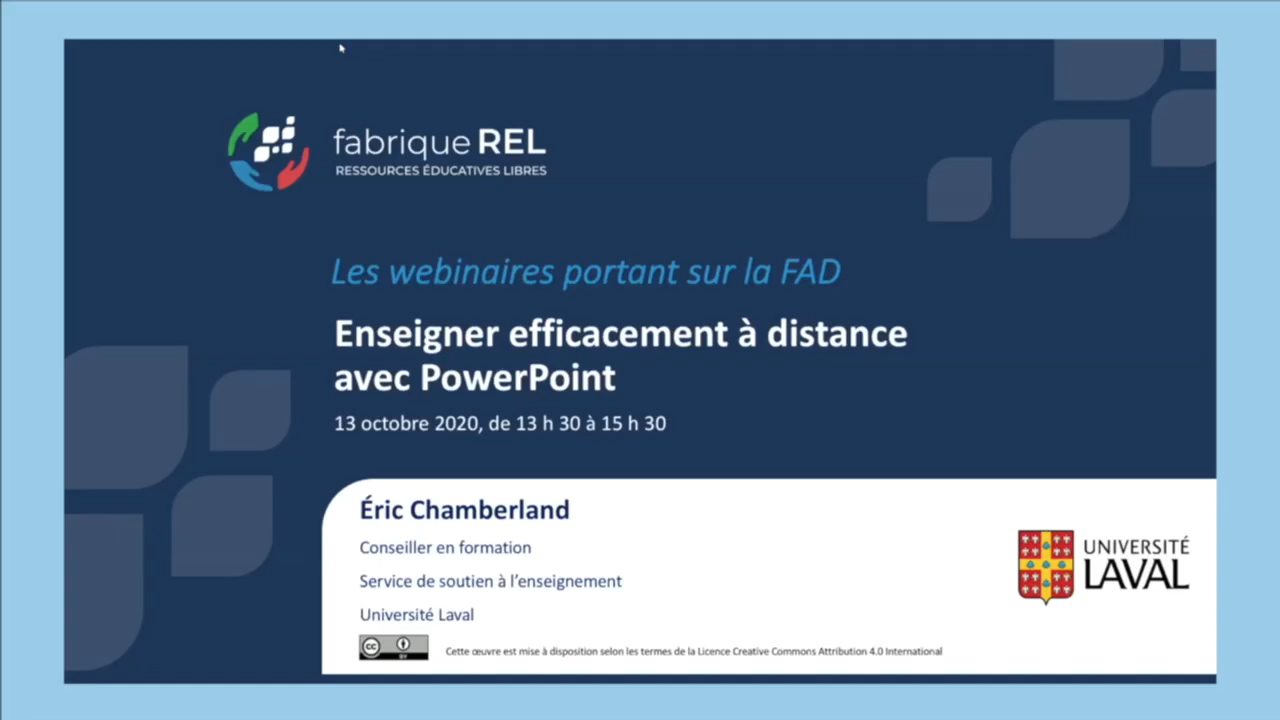 fabrique REL
RESSOURCES ÉDUCATIVES LIBRES
Les webinaires portant sur la FAD
Enseigner efficacement à distance
avec PowerPoint
13 octobre 2020, de 13 h 30 à 15 h 30
Éric Chamberland
Conseiller en formation
Service de soutien à l'enseignement
Université Laval
UNIVERSITÉ
LAVAL
cc
BY
Cette œuvre est mise à disposition selon les termes de la Licence Creative Commons Attribution 4.0 International